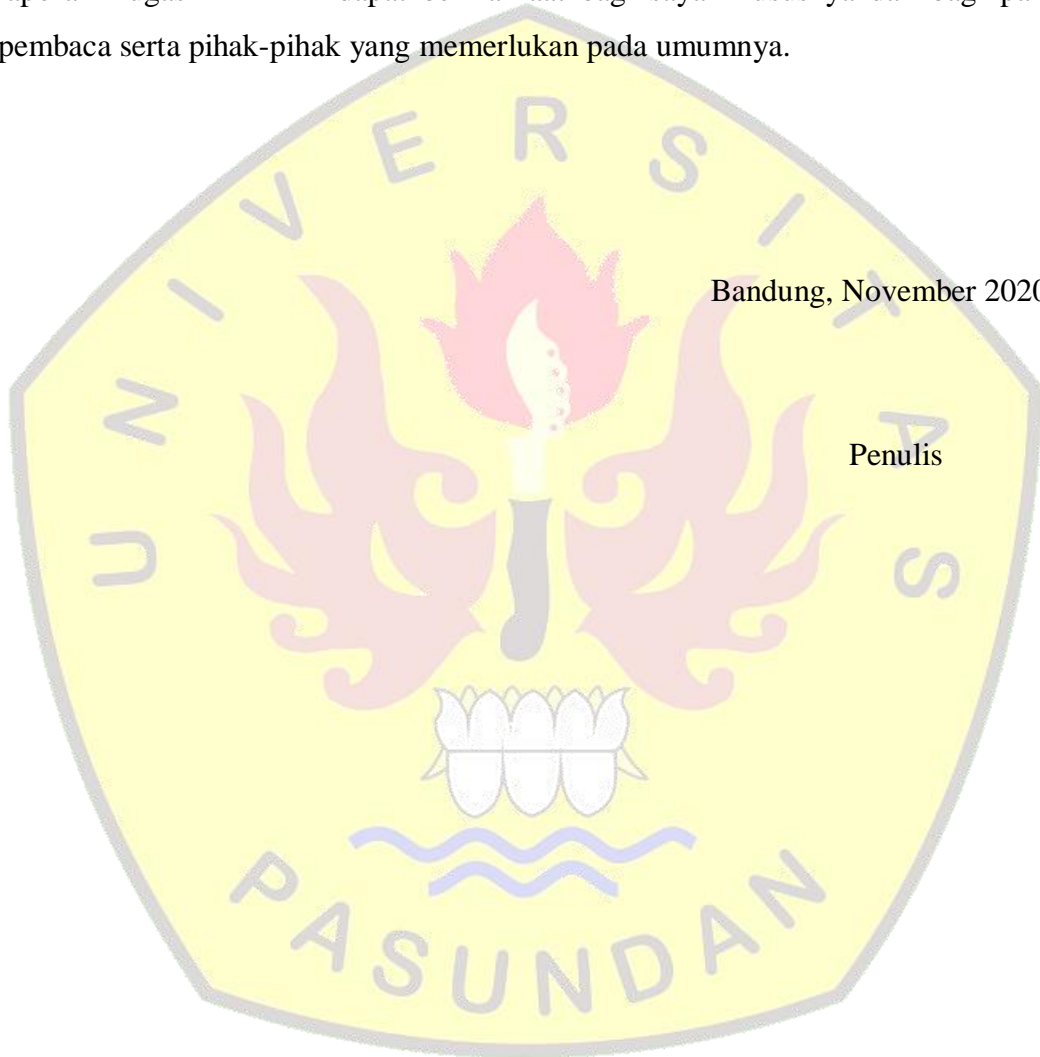 pembaca serta pihak-pihak yang memerlukan pada umumnya.
UNIVERSITAS
Bandung, November 2020
Penulis
PASUNDAN